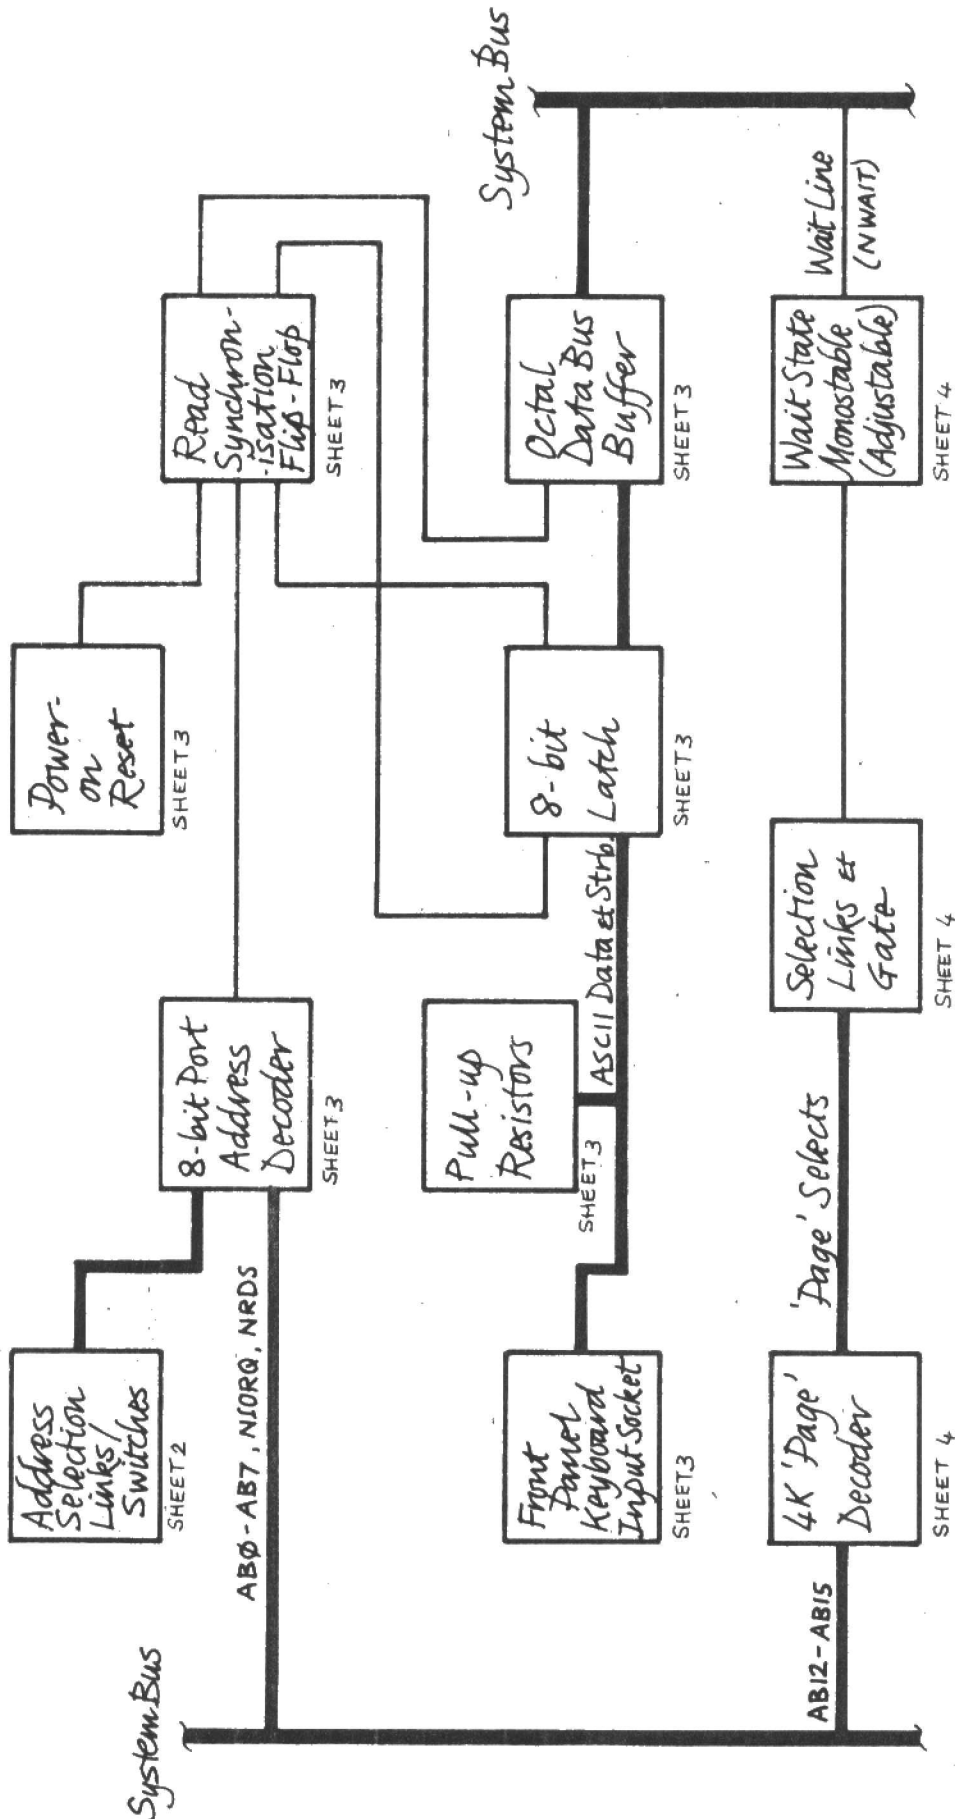 System Bus
Address
Selection
Links/
Switches
SHEET 2
Power-
on
Reset
SHEET 3
AB0-AB7, NIORQ, NRDS
8-bit Port
Address
Decoder
SHEET 3
Read
Synchron-
-isation
Flip-Flop
SHEET 3
Pull-up
Resistors
SHEET 3
System Bus
Front
Panel
Keyboard
Input Socket
SHEET 3
ASCII Data & Strb.
8-bit
Latch
SHEET 3
Octal
Data Bus
Buffer
SHEET 3
AB12-AB15
4K 'Page'
Decoder
SHEET 4
'Page' Selects
Selection
Links &
Gate
SHEET 4
Wait State
Monostable
(Adjustable)
SHEET 4
Wait Line
(NWAIT)